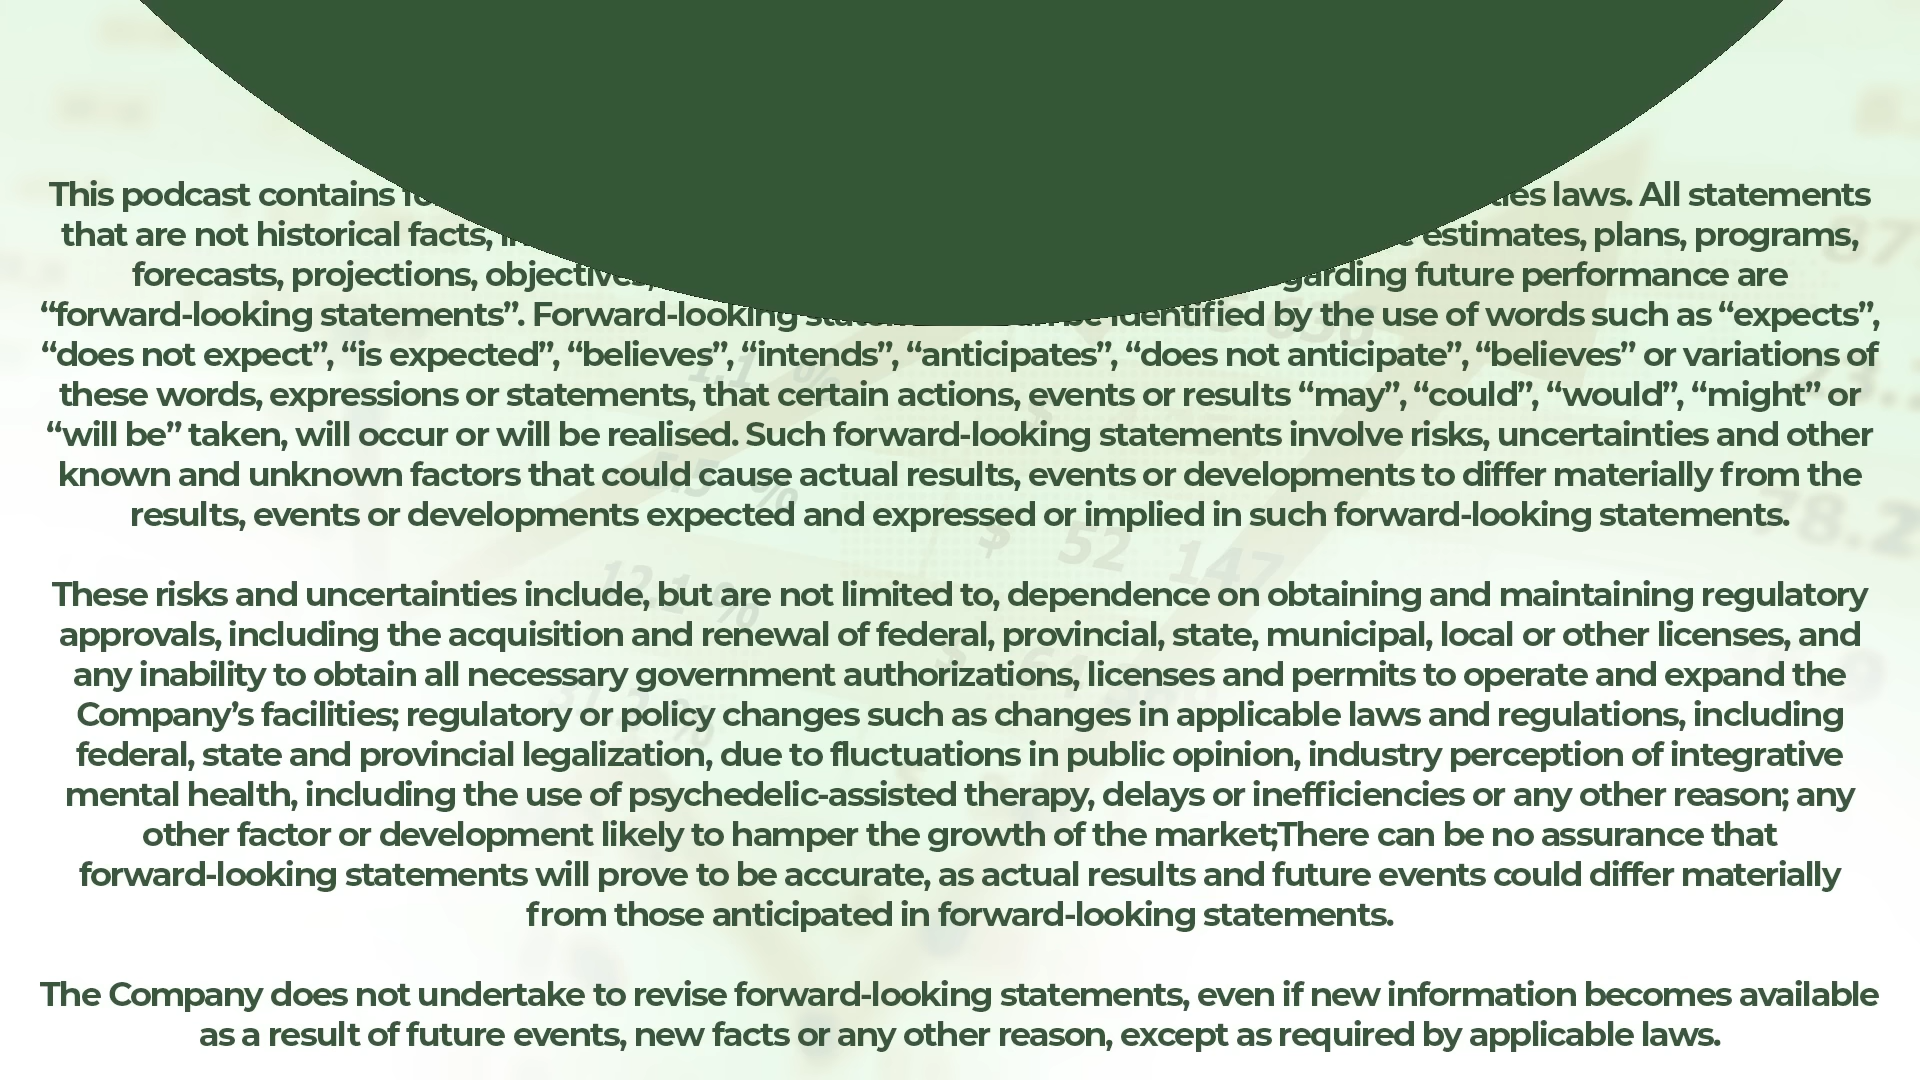 This podcast contains laws. All statements
that are not historical facts, estimates, plans, programs,
forecasts, projections, future performance are
“forward-looking statements”. Forward-looking identified by the use of words such as “expects”,
“does not expect”, “is expected”, “believes”, “intends”, “anticipates”, “does not anticipate”, “believes” or variations of
these words, expressions or statements, that certain actions, events or results “may”, “could”, “would”, “might” or
“will be” taken, will occur or will be realised. Such forward-looking statements involve risks, uncertainties and other
known and unknown factors that could cause actual results, events or developments to differ materially from the
results, events or developments expected and expressed or implied in such forward-looking statements.
These risks and uncertainties include, but are not limited to, dependence on obtaining and maintaining regulatory
approvals, including the acquisition and renewal of federal, provincial, state, municipal, local or other licenses, and
any inability to obtain all necessary government authorizations, licenses and permits to operate and expand the
Company’s facilities; regulatory or policy changes such as changes in applicable laws and regulations, including
federal, state and provincial legalization, due to fluctuations in public opinion, industry perception of integrative
mental health, including the use of psychedelic-assisted therapy, delays or inefficiencies or any other reason; any
other factor or development likely to hamper the growth of the market;There can be no assurance that
forward-looking statements will prove to be accurate, as actual results and future events could differ materially
from those anticipated in forward-looking statements.
The Company does not undertake to revise forward-looking statements, even if new information becomes available
as a result of future events, new facts or any other reason, except as required by applicable laws.